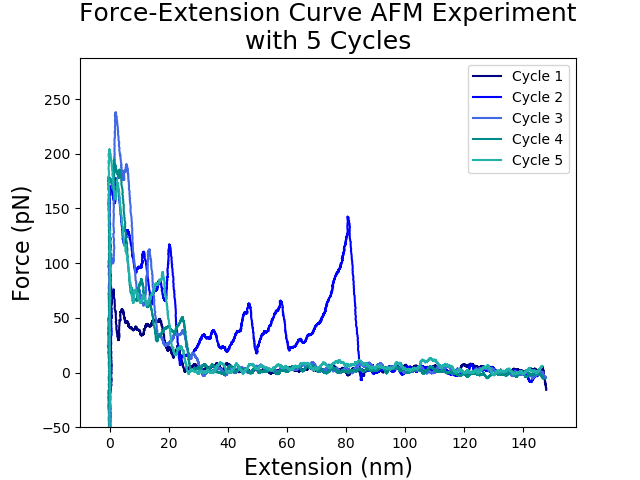 Force-Extension Curve AFM Experiment
with 5 Cycles
Cycle 1
Cycle 2
Cycle 3
Cycle 4
Cycle 5
Force (pN)
250
200
150
100
50
0
−50
0 20 40 60 80 100 120 140
Extension (nm)